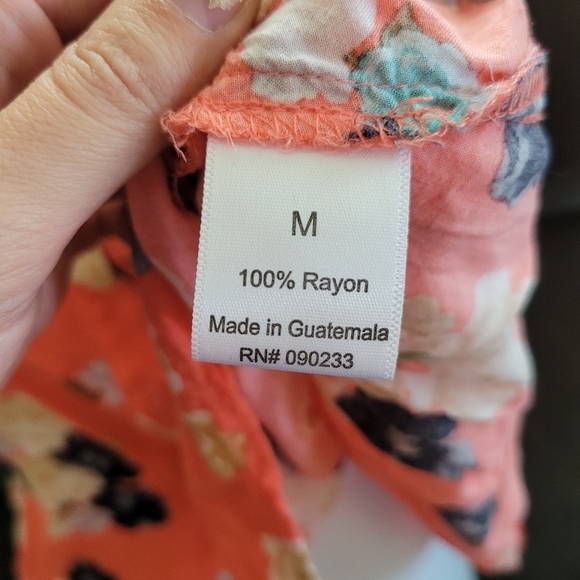 M
100% Rayon
Made in Guatemala
RN# 090233